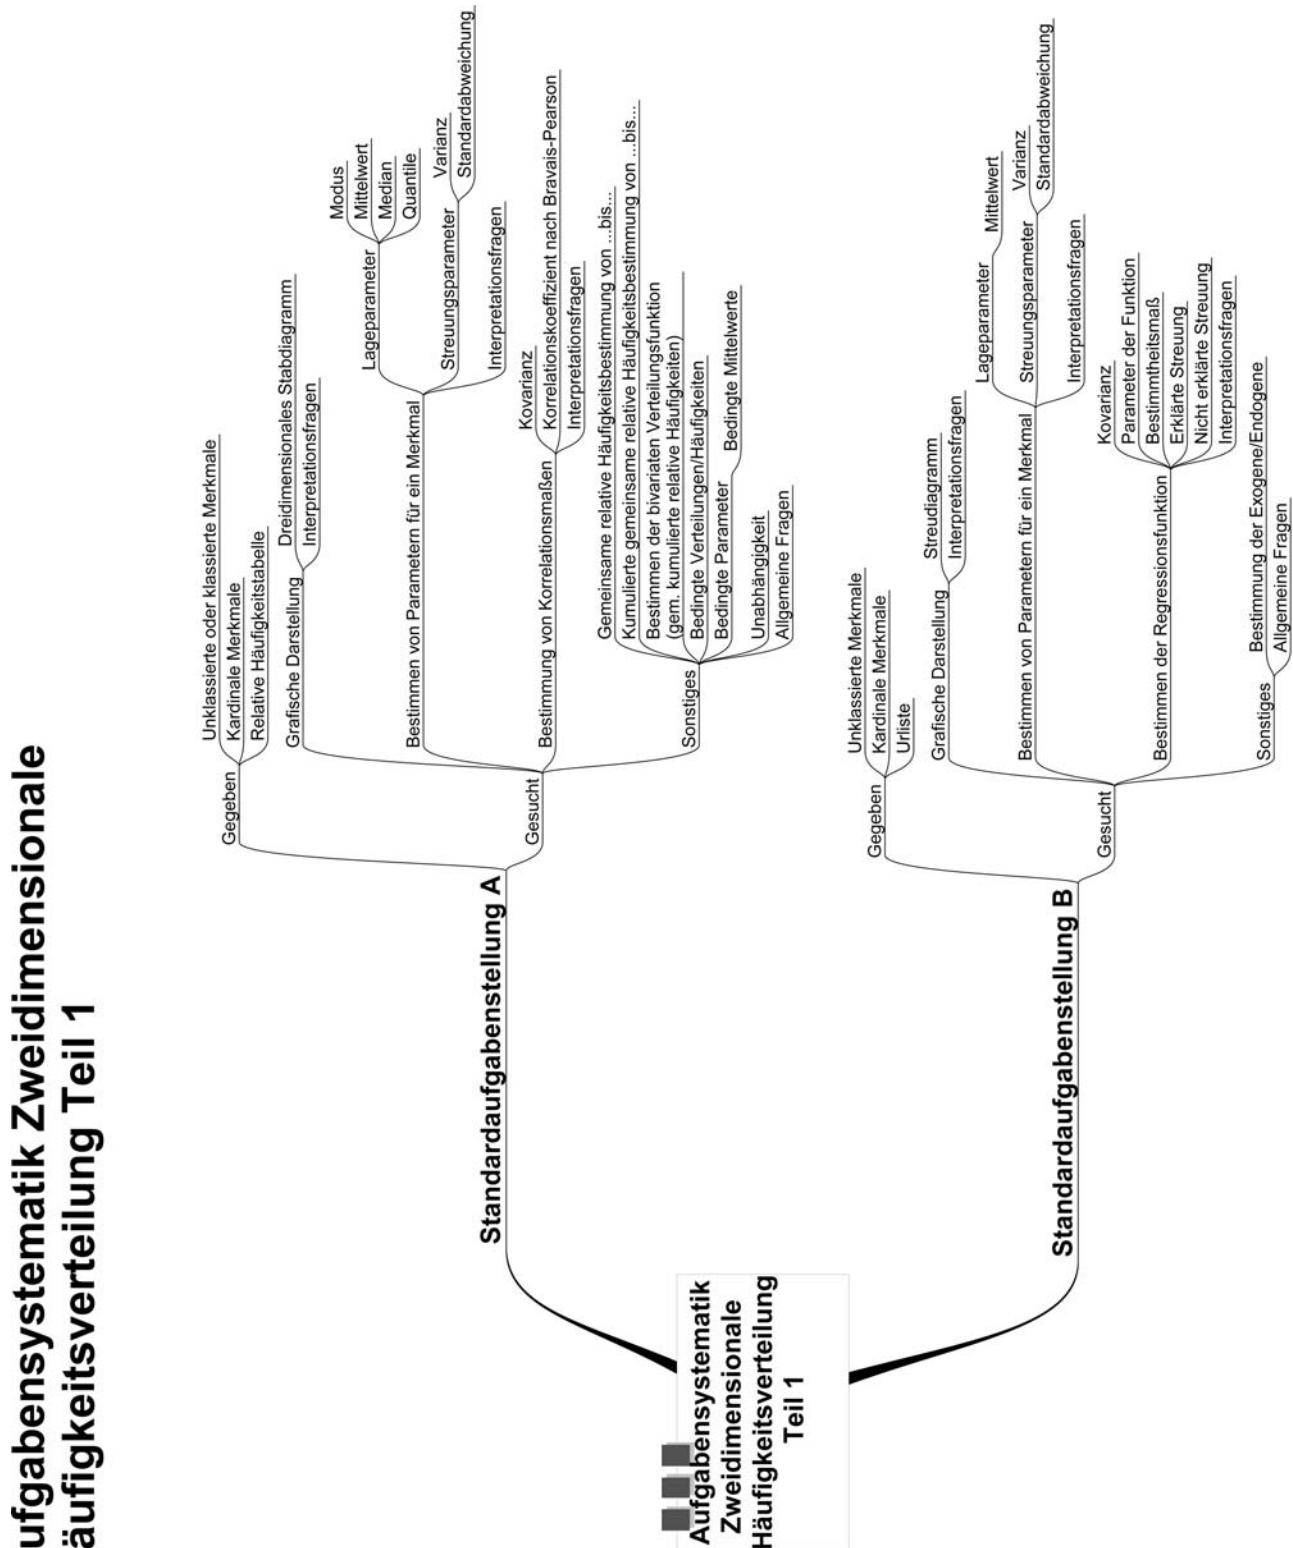 ufgabensystematik Zweidimensionale
äufigkeitsverteilung Teil 1
Aufgabensystematik
Zweidimensionale
Häufigkeitsverteilung
Teil 1
Standardaufgabenstellung A
Gegeben
Unklassierte oder klassierte Merkmale
Kardinale Merkmale
Relative Häufigkeitstabelle
Gesucht
Grafische Darstellung
Dreidimensionales Stabdiagramm
Interpretationsfragen
Bestimmen von Parametern für ein Merkmal
Lageparameter
Modus
Mittelwert
Median
Quantile
Streuungsparameter
Varianz
Standardabweichung
Interpretationsfragen
Bestimmung von Korrelationsmaßen
Kovarianz
Korrelationskoeffizient nach Bravais-Pearson
Interpretationsfragen
Sonstiges
Gemeinsame relative Häufigkeitsbestimmung von ...bis...
Kumulierte gemeinsame relative Häufigkeitsbestimmung von ...bis...
Bestimmen der bivariaten Verteilungsfunktion
(gem. kumulierte relative Häufigkeiten)
Bedingte Verteilungen/Häufigkeiten
Bedingte Parameter
Bedingte Mittelwerte
Unabhängigkeit
Allgemeine Fragen
Standardaufgabenstellung B
Gegeben
Unklassierte Merkmale
Kardinale Merkmale
Urliste
Gesucht
Grafische Darstellung
Streudiagramm
Interpretationsfragen
Bestimmen von Parametern für ein Merkmal
Lageparameter
Mittelwert
Streuungsparameter
Varianz
Standardabweichung
Interpretationsfragen
Bestimmen der Regressionsfunktion
Kovarianz
Parameter der Funktion
Bestimmtheitsmaß
Erklärte Streuung
Nicht erklärte Streuung
Interpretationsfragen
Sonstiges
Bestimmung der Exogene/Endogene
Allgemeine Fragen